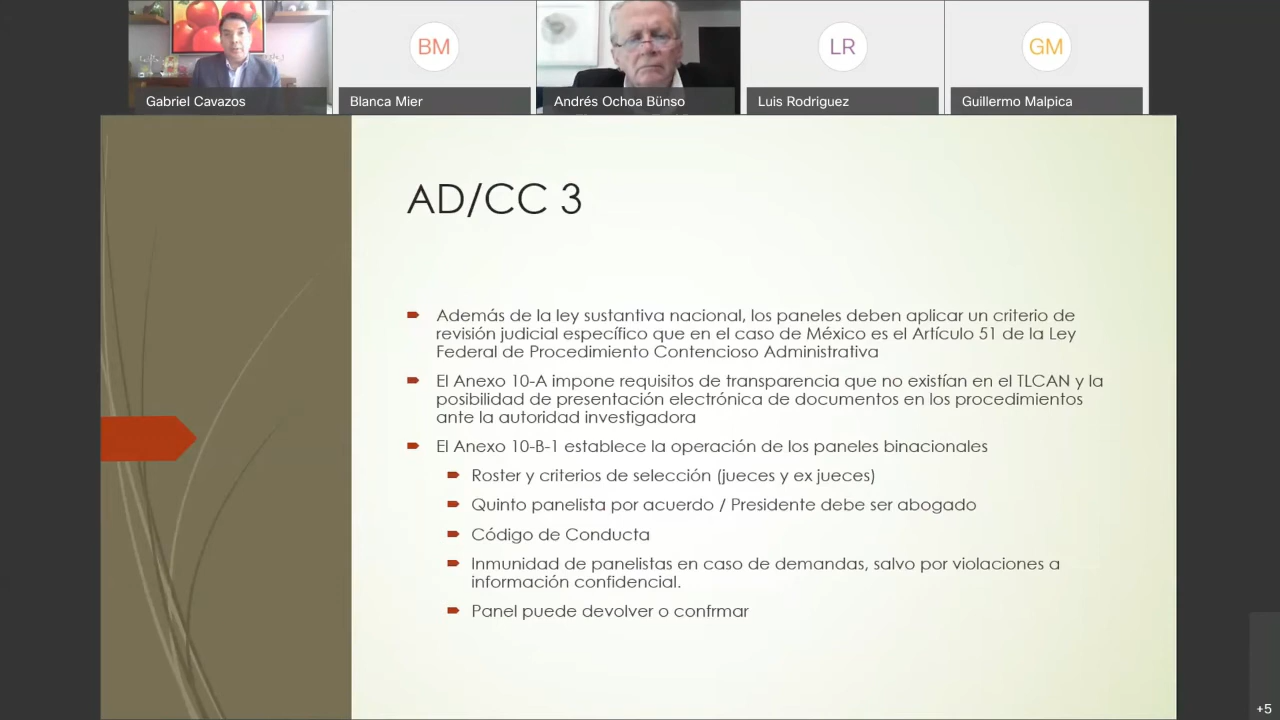 BM
LR
GM
Gabriel Cavazos
Blanca Mier
Andrés Ochoa Bünso
Luis Rodriguez
Guillermo Malpica
AD/CC 3
Además de la ley sustantiva nacional, los paneles deben aplicar un criterio de
revisión judicial específico que en el caso de México es el Artículo 51 de la Ley
Federal de Procedimiento Contencioso Administrativa
El Anexo 10-A impone requisitos de transparencia que no existían en el TLCAN y la
posibilidad de presentación electrónica de documentos en los procedimientos
ante la autoridad investigadora
El Anexo 10-B-1 establece la operación de los paneles binacionales
Roster y criterios de selección (jueces y ex jueces)
Quinto panelista por acuerdo / Presidente debe ser abogado
Código de Conducta
Inmunidad de panelistas en caso de demandas, salvo por violaciones a
información confidencial.
Panel puede devolver o confrmar
+5